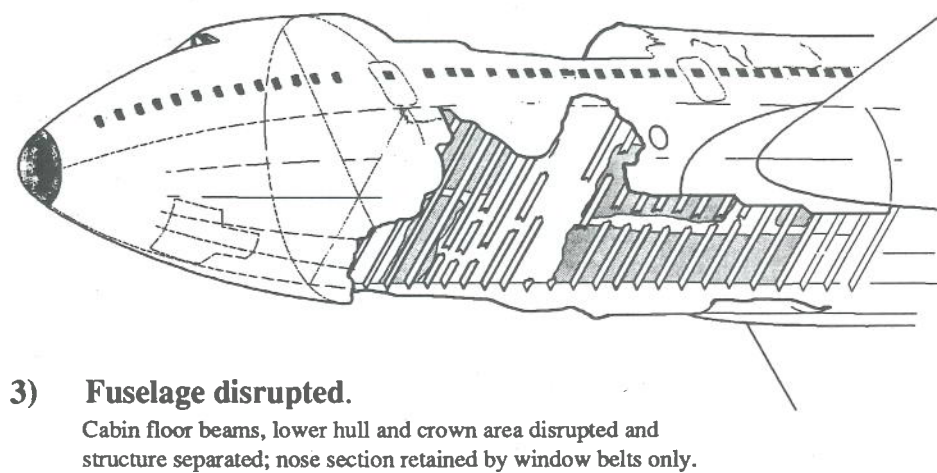 3) Fuselage disrupted.
Cabin floor beams, lower hull and crown area disrupted and
structure separated; nose section retained by window belts only.